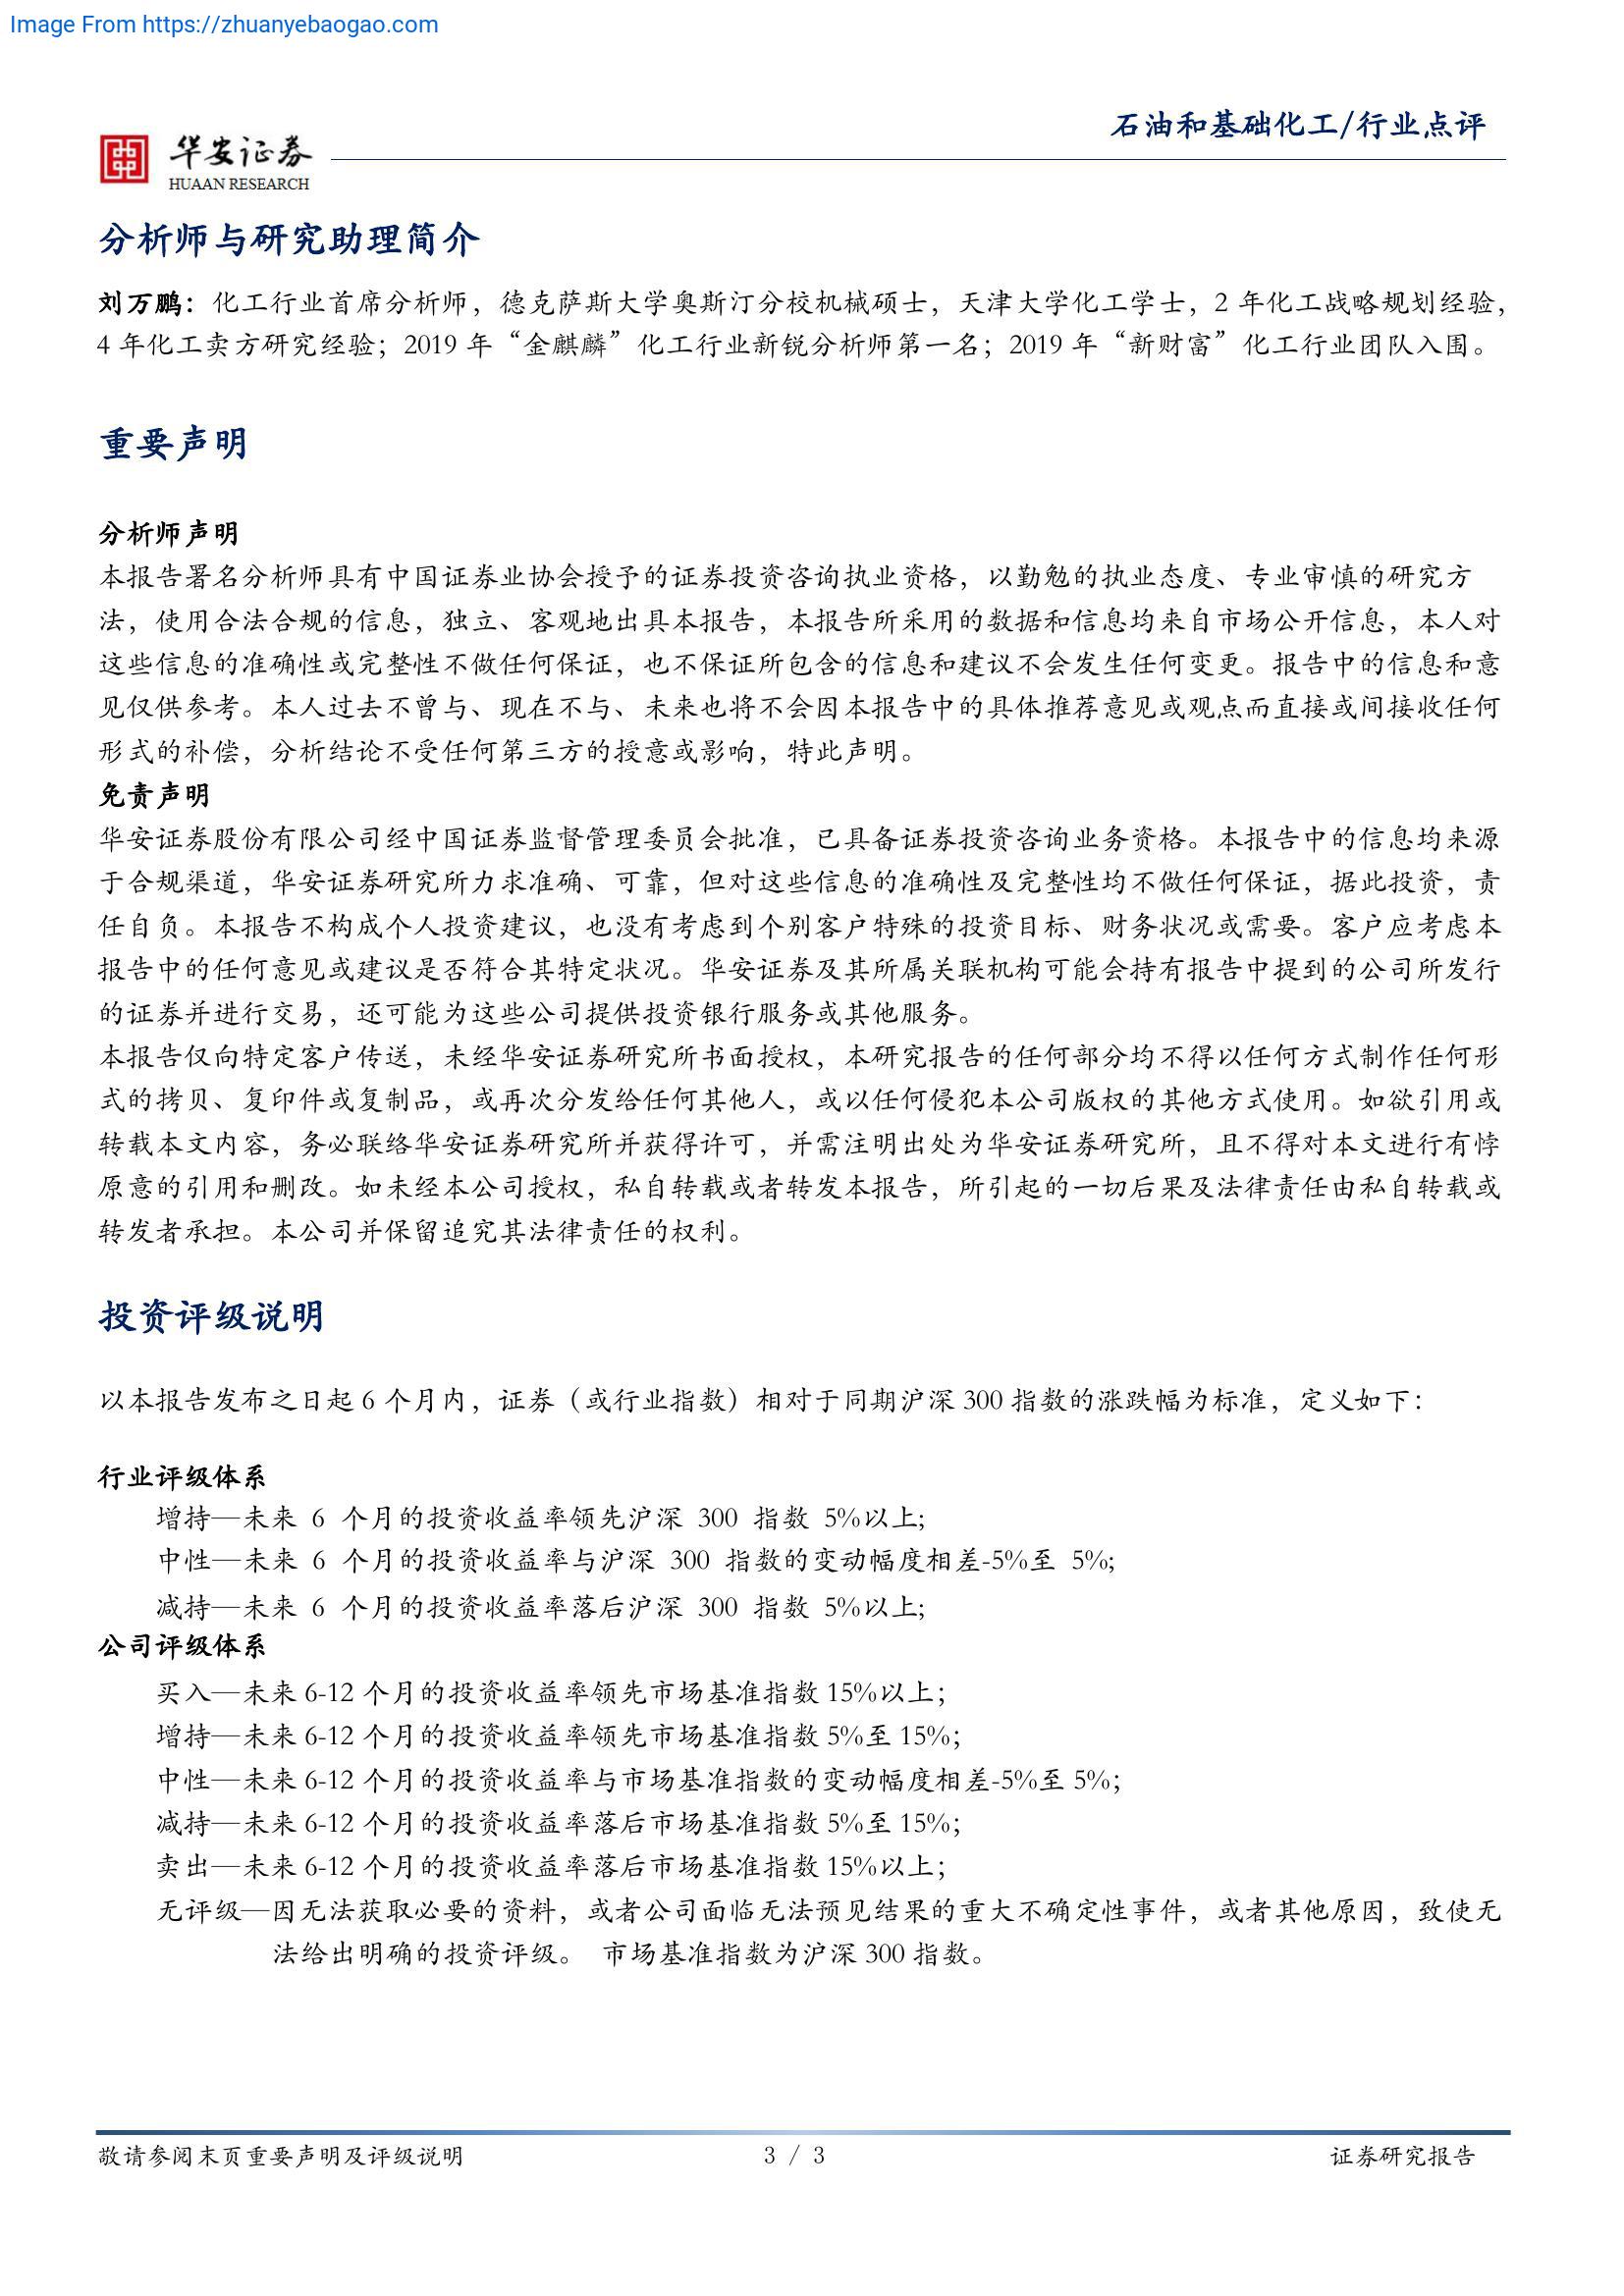 Image From https://zhuanyebaogao.com
石油和基础化工/行业点评
华安证券
HUAAN RESEARCH
分析师与研究助理简介
刘万鹏：化工行业首席分析师，德克萨斯大学奥斯汀分校机械硕士，天津大学化工学士，2 年化工战略规划经验，
4 年化工卖方研究经验；2019 年“金麒麟”化工行业新锐分析师第一名；2019 年“新财富”化工行业团队入围。
重要声明
分析师声明
本报告署名分析师具有中国证券业协会授予的证券投资咨询执业资格，以勤勉的执业态度、专业审慎的研究方
法，使用合法合规的信息，独立、客观地出具本报告，本报告所采用的数据和信息均来自市场公开信息，本人对
这些信息的准确性或完整性不做任何保证，也不保证所包含的信息和建议不会发生任何变更。报告中的信息和意
见仅供参考。本人过去不曾与、现在不与、未来也将不会因本报告中的具体推荐意见或观点而直接或间接收任何
形式的补偿，分析结论不受任何第三方的授意或影响，特此声明。
免责声明
华安证券股份有限公司经中国证券监督管理委员会批准，已具备证券投资咨询业务资格。本报告中的信息均来源
于合规渠道，华安证券研究所力求准确、可靠，但对这些信息的准确性及完整性均不做任何保证，据此投资，责
任自负。本报告不构成个人投资建议，也没有考虑到个别客户特殊的投资目标、财务状况或需要。客户应考虑本
报告中的任何意见或建议是否符合其特定状况。华安证券及其所属关联机构可能会持有报告中提到的公司所发行
的证券并进行交易，还可能为这些公司提供投资银行服务或其他服务。
本报告仅向特定客户传送，未经华安证券研究所书面授权，本研究报告的任何部分均不得以任何方式制作任何形
式的拷贝、复印件或复制品，或再次分发给任何其他人，或以任何侵犯本公司版权的其他方式使用。如欲引用或
转载本文内容，务必联络华安证券研究所并获得许可，并需注明出处为华安证券研究所，且不得对本文进行有悖
原意的引用和删改。如未经本公司授权，私自转载或者转发本报告，所引起的一切后果及法律责任由私自转载或
转发者承担。本公司并保留追究其法律责任的权利。
投资评级说明
以本报告发布之日起 6 个月内，证券（或行业指数）相对于同期沪深 300 指数的涨跌幅为标准，定义如下：
行业评级体系
增持—未来 6 个月的投资收益率领先沪深 300 指数 5%以上;
中性—未来 6 个月的投资收益率与沪深 300 指数的变动幅度相差-5%至 5%;
减持—未来 6 个月的投资收益率落后沪深 300 指数 5%以上;
公司评级体系
买入—未来 6-12 个月的投资收益率领先市场基准指数 15%以上；
增持—未来 6-12 个月的投资收益率领先市场基准指数 5%至 15%；
中性—未来 6-12 个月的投资收益率与市场基准指数的变动幅度相差-5%至 5%；
减持—未来 6-12 个月的投资收益率落后市场基准指数 5%至 15%；
卖出—未来 6-12 个月的投资收益率落后市场基准指数 15%以上；
无评级—因无法获取必要的资料，或者公司面临无法预见结果的重大不确定性事件，或者其他原因，致使无
法给出明确的投资评级。 市场基准指数为沪深 300 指数。
敬请参阅末页重要声明及评级说明
3 / 3
证券研究报告